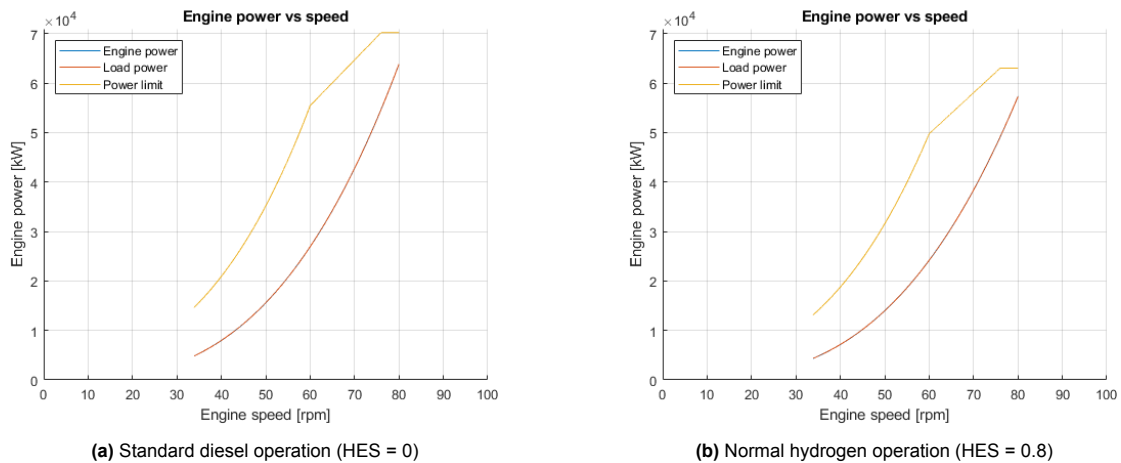 Engine power vs speed
×10⁴
7
6
5
4
3
2
1
0
Engine power
Load power
Power limit
Engine power [kW]
0 10 20 30 40 50 60 70 80 90 100
Engine speed [rpm]
(a) Standard diesel operation (HES = 0)
Engine power vs speed
×10⁴
7
6
5
4
3
2
1
0
Engine power
Load power
Power limit
Engine power [kW]
0 10 20 30 40 50 60 70 80 90 100
Engine speed [rpm]
(b) Normal hydrogen operation (HES = 0.8)